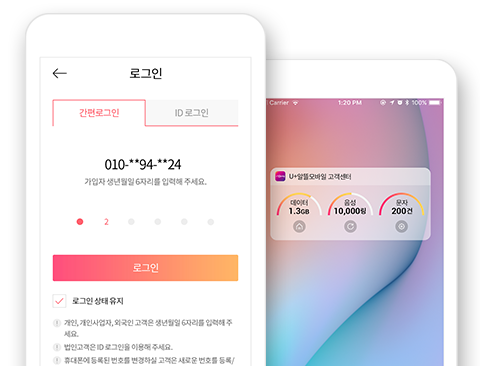 로그인
간편로그인
ID 로그인
010-**94-**24
가입자 생년월일 6자리를 입력해 주세요.
2
로그인
로그인 상태 유지
개인, 개인사업자, 외국인 고객은 생년월일 6자리를 입력해 주
세요.
법인고객은 ID 로그인을 이용해 주세요.
휴대폰에 등록된 번호를 변경하실 고객은 새로운 번호를 등록/
Carrier
1:20 PM
100%
U+알뜰모바일 고객센터
데이터
1.3GB
음성
10,000링
문자
200건